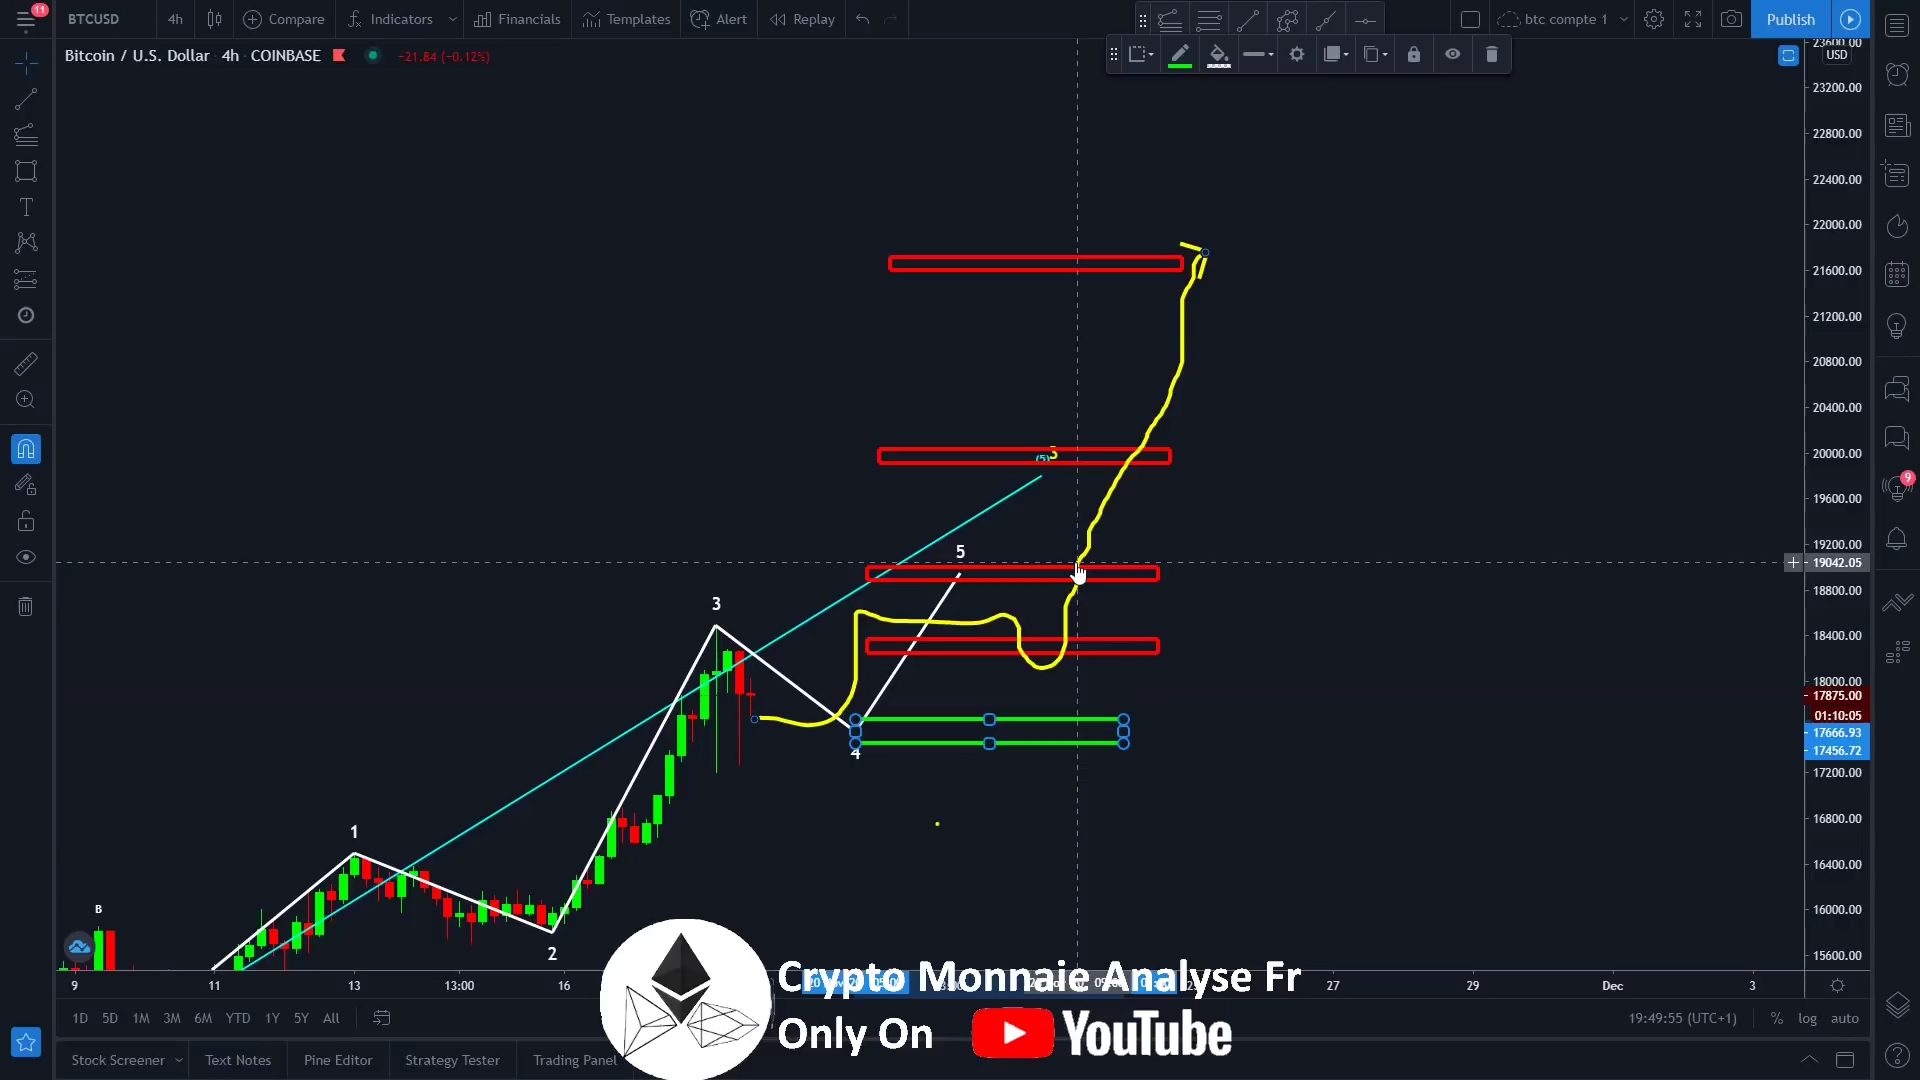 11
BTCUSD
4h
Compare
Indicators
Financials
Templates
Alert
Replay
btc compte 1
Publish
Bitcoin / U.S. Dollar 4h COINBASE
−21.84 (−0.12%)
USD
23600.00
23200.00
22800.00
22400.00
22000.00
21600.00
21200.00
20800.00
20400.00
20000.00
19600.00
19200.00
19042.05
18800.00
18400.00
18000.00
17875.00
01:10:05
17666.93
17456.72
17200.00
16800.00
16400.00
16000.00
15600.00
9
(5)
5
3
4
1
2
B
9
11
13
13:00
16
27
29
Dec
3
1D
5D
1M
3M
6M
YTD
1Y
5Y
All
19:49:55 (UTC+1)
%
log
auto
Stock Screener
Text Notes
Pine Editor
Strategy Tester
Trading Panel
Crypto Monnaie Analyse Fr
Only On
YouTube